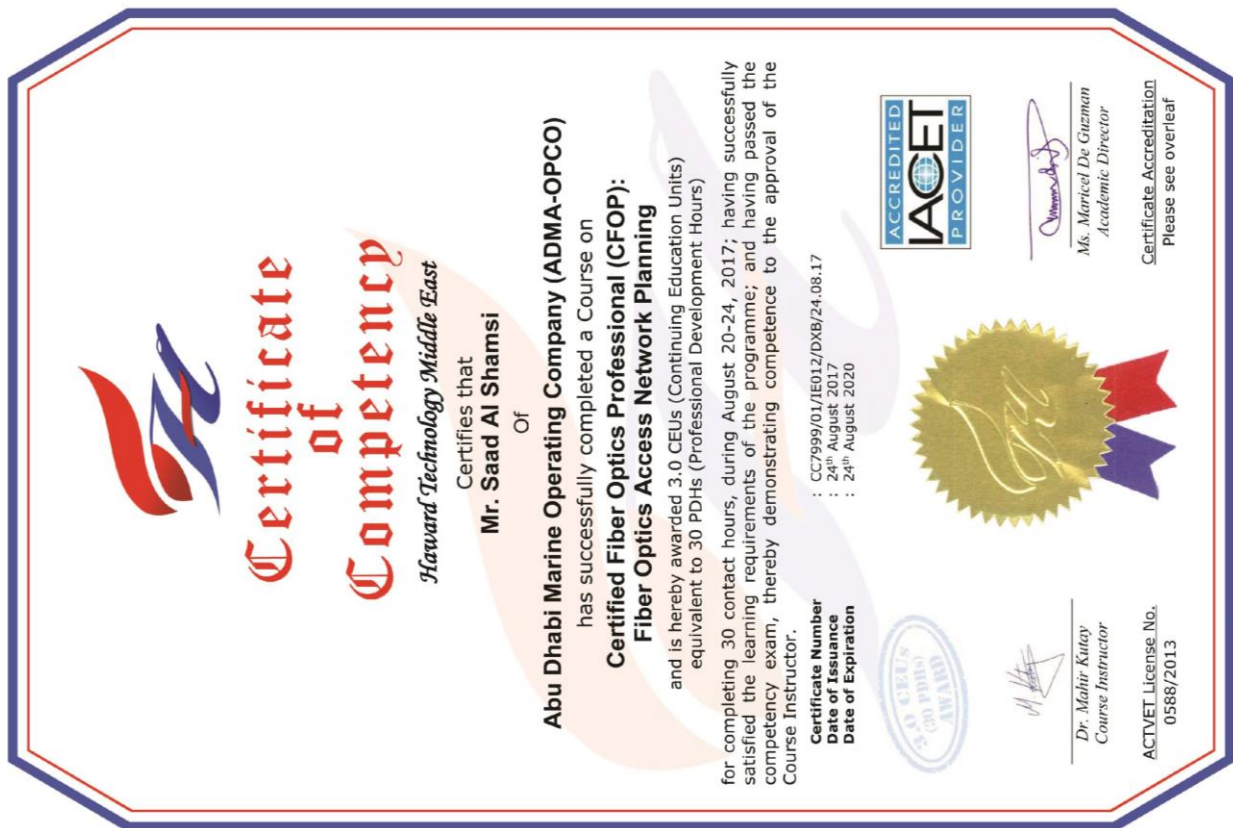 Certificate
of
Competency
Haward Technology Middle East
Certifies that
Mr. Saad Al Shamsi
Of
Abu Dhabi Marine Operating Company (ADMA-OPCO)
has successfully completed a Course on
Certified Fiber Optics Professional (CFOP):
Fiber Optics Access Network Planning
and is hereby awarded 3.0 CEUs (Continuing Education Units)
equivalent to 30 PDHs (Professional Development Hours)
for completing 30 contact hours, during August 20-24, 2017; having successfully
satisfied the learning requirements of the programme; and having passed the
competency exam, thereby demonstrating competence to the approval of the
Course Instructor.
Certificate Number : CC7999/01/IE012/DXB/24.08.17
Date of Issuance : 24th August 2017
Date of Expiration : 24th August 2020
3.0 CEUs
(30 PDHs)
AWARD
ACCREDITED
IACET
PROVIDER
Dr. Mahir Kutay
Course Instructor
Ms. Maricel De Guzman
Academic Director
ACTVET License No.
0588/2013
Certificate Accreditation
Please see overleaf